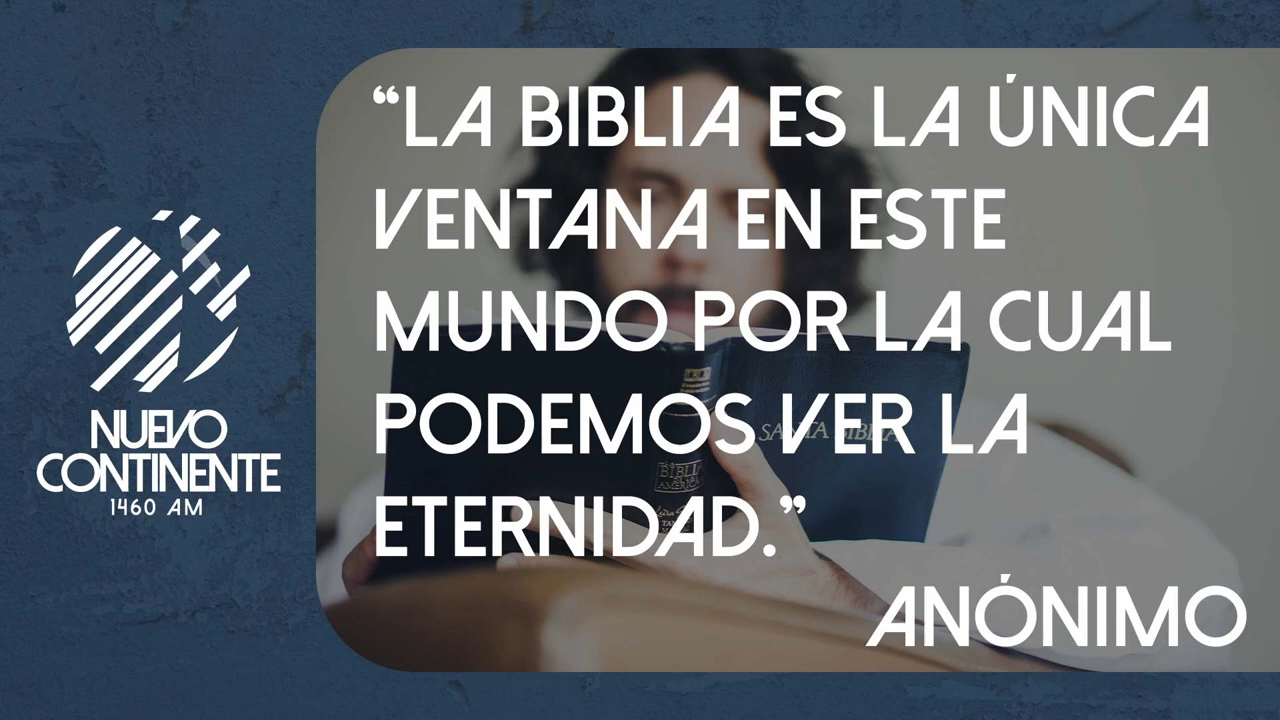 “LA BIBLIA ES LA ÚNICA
VENTANA EN ESTE
MUNDO POR LA CUAL
PODEMOS VER LA
ETERNIDAD.”
ANÓNIMO
NUEVO
CONTINENTE
1460 AM
SANTA BIBLIA
BIBLIA